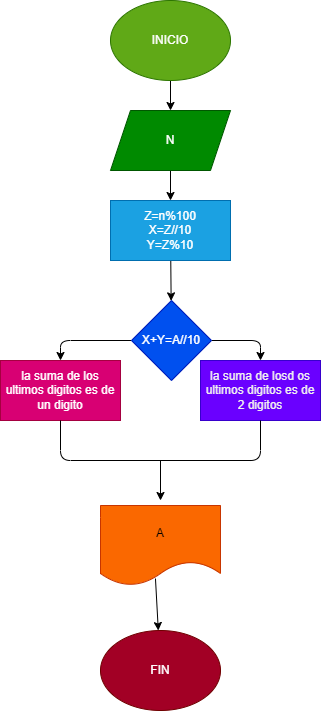 INICIO
N
Z=n%100
X=Z//10
Y=Z%10
X+Y=A//10
la suma de los
ultimos digitos es de
un digito
la suma de losd os
ultimos digitos es de
2 digitos
A
FIN